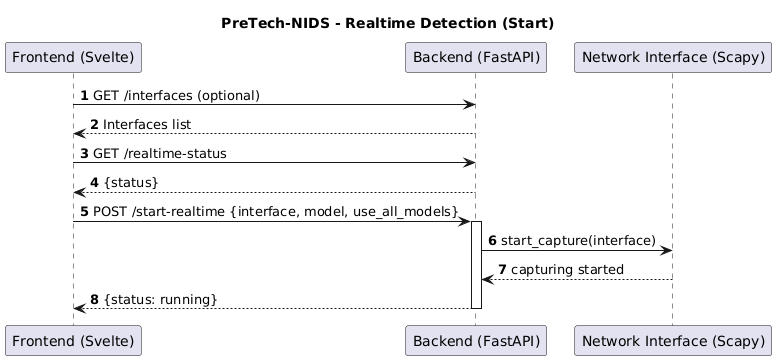 PreTech-NIDS - Realtime Detection (Start)
Frontend (Svelte) Backend (FastAPI) Network Interface (Scapy)
1 GET /interfaces (optional)
2 Interfaces list
3 GET /realtime-status
4 {status}
5 POST /start-realtime {interface, model, use_all_models}
6 start_capture(interface)
7 capturing started
8 {status: running}
Frontend (Svelte) Backend (FastAPI) Network Interface (Scapy)